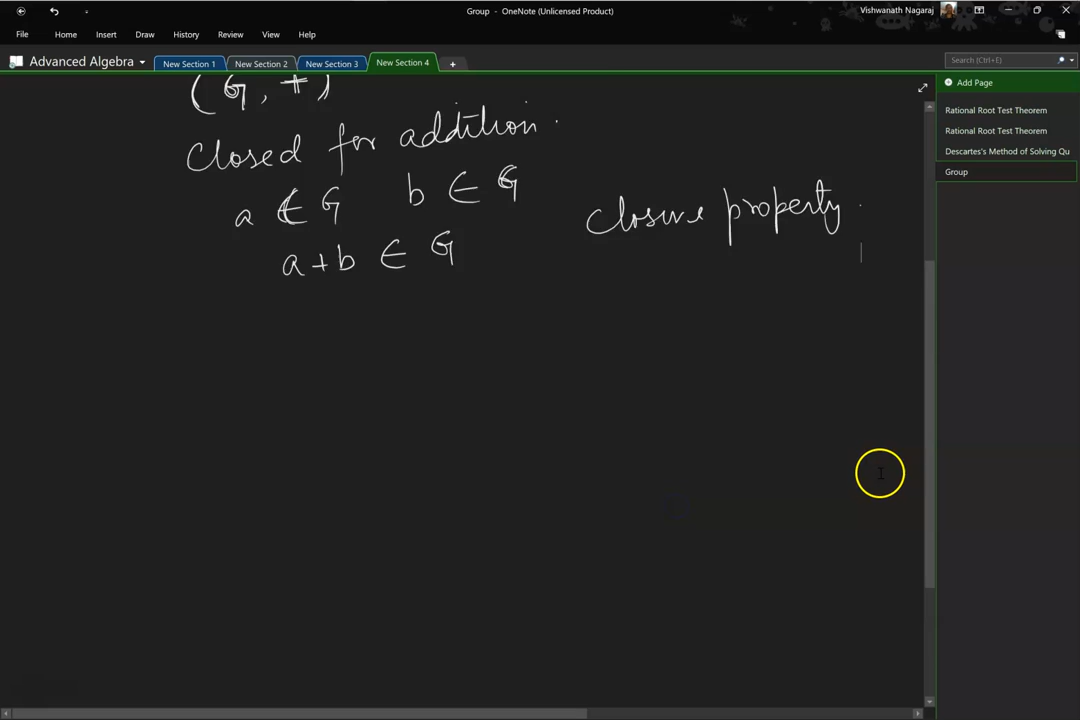 Group - OneNote (Unlicensed Product)
Vishwanath Nagaraj
File Home Insert Draw History Review View Help
Advanced Algebra
New Section 1 New Section 2 New Section 3 New Section 4 +
Search (Ctrl+E)
Add Page
Rational Root Test Theorem
Rational Root Test Theorem
Descartes's Method of Solving Qu
Group
(G, +)
Closed for addition.
a ∈ G b ∈ G
a+b ∈ G
Closure property.